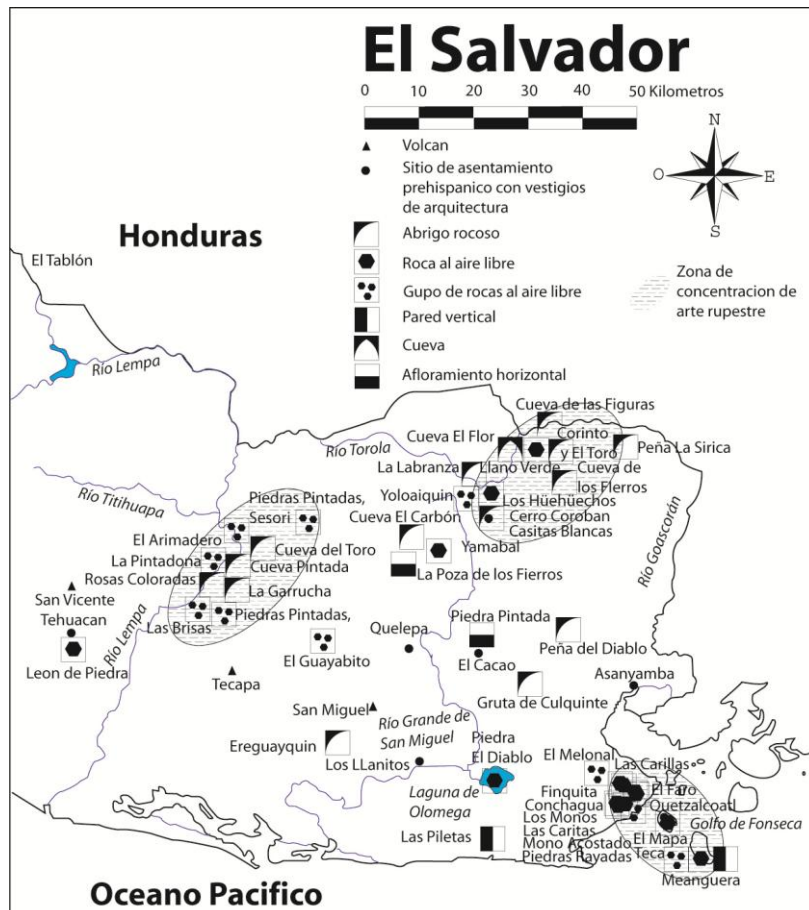 El Salvador
0 10 20 30 40 50 Kilometros
Volcan
Sitio de asentamiento
prehispanico con vestigios
de arquitectura
Abrigo rocoso
Roca al aire libre
Gupo de rocas al aire libre
Pared vertical
Cueva
Afloramiento horizontal
N
O
E
S
Zona de
concentracion de
arte rupestre
Honduras
El Tablón
Río Lempa
Río Torola
Río Titihuapa
Cueva de las Figuras
Cueva El Flor
Corinto
y El Toro
Peña La Sirica
La Labranza
Llano Verde
Cueva de
los FIerros
Yoloaiquin
Los Hüehüechos
Cerro Coroban
Casitas Blancas
Cueva El Carbón
Yamabal
La Poza de los Fierros
Río Goascorán
Piedras Pintadas,
Sesori
El Arimadero
Cueva del Toro
La Pintadona
Cueva Pintada
Rosas Coloradas
La Garrucha
San Vicente
Tehuacan
Río Lempa
Las Brisas
Piedras Pintadas,
Leon de Piedra
El Guayabito
Quelepa
Piedra Pintada
El Cacao
Peña del Diablo
Asanyamba
Tecapa
Gruta de Culquinte
San Miguel
Río Grande de
San Miguel
Ereguayquin
Los LLanitos
Piedra
El Diablo
Laguna de
Olomega
Las Piletas
El Melonal
Las Carillas
Finquita
El Faro
Conchagua
Quetzalcoatl
Los Monos
Golfo de Fonseca
Las Caritas
El Mapa
Mono Acostado
Piedras Rayadas
Teca
Meanguera
Oceano Pacifico